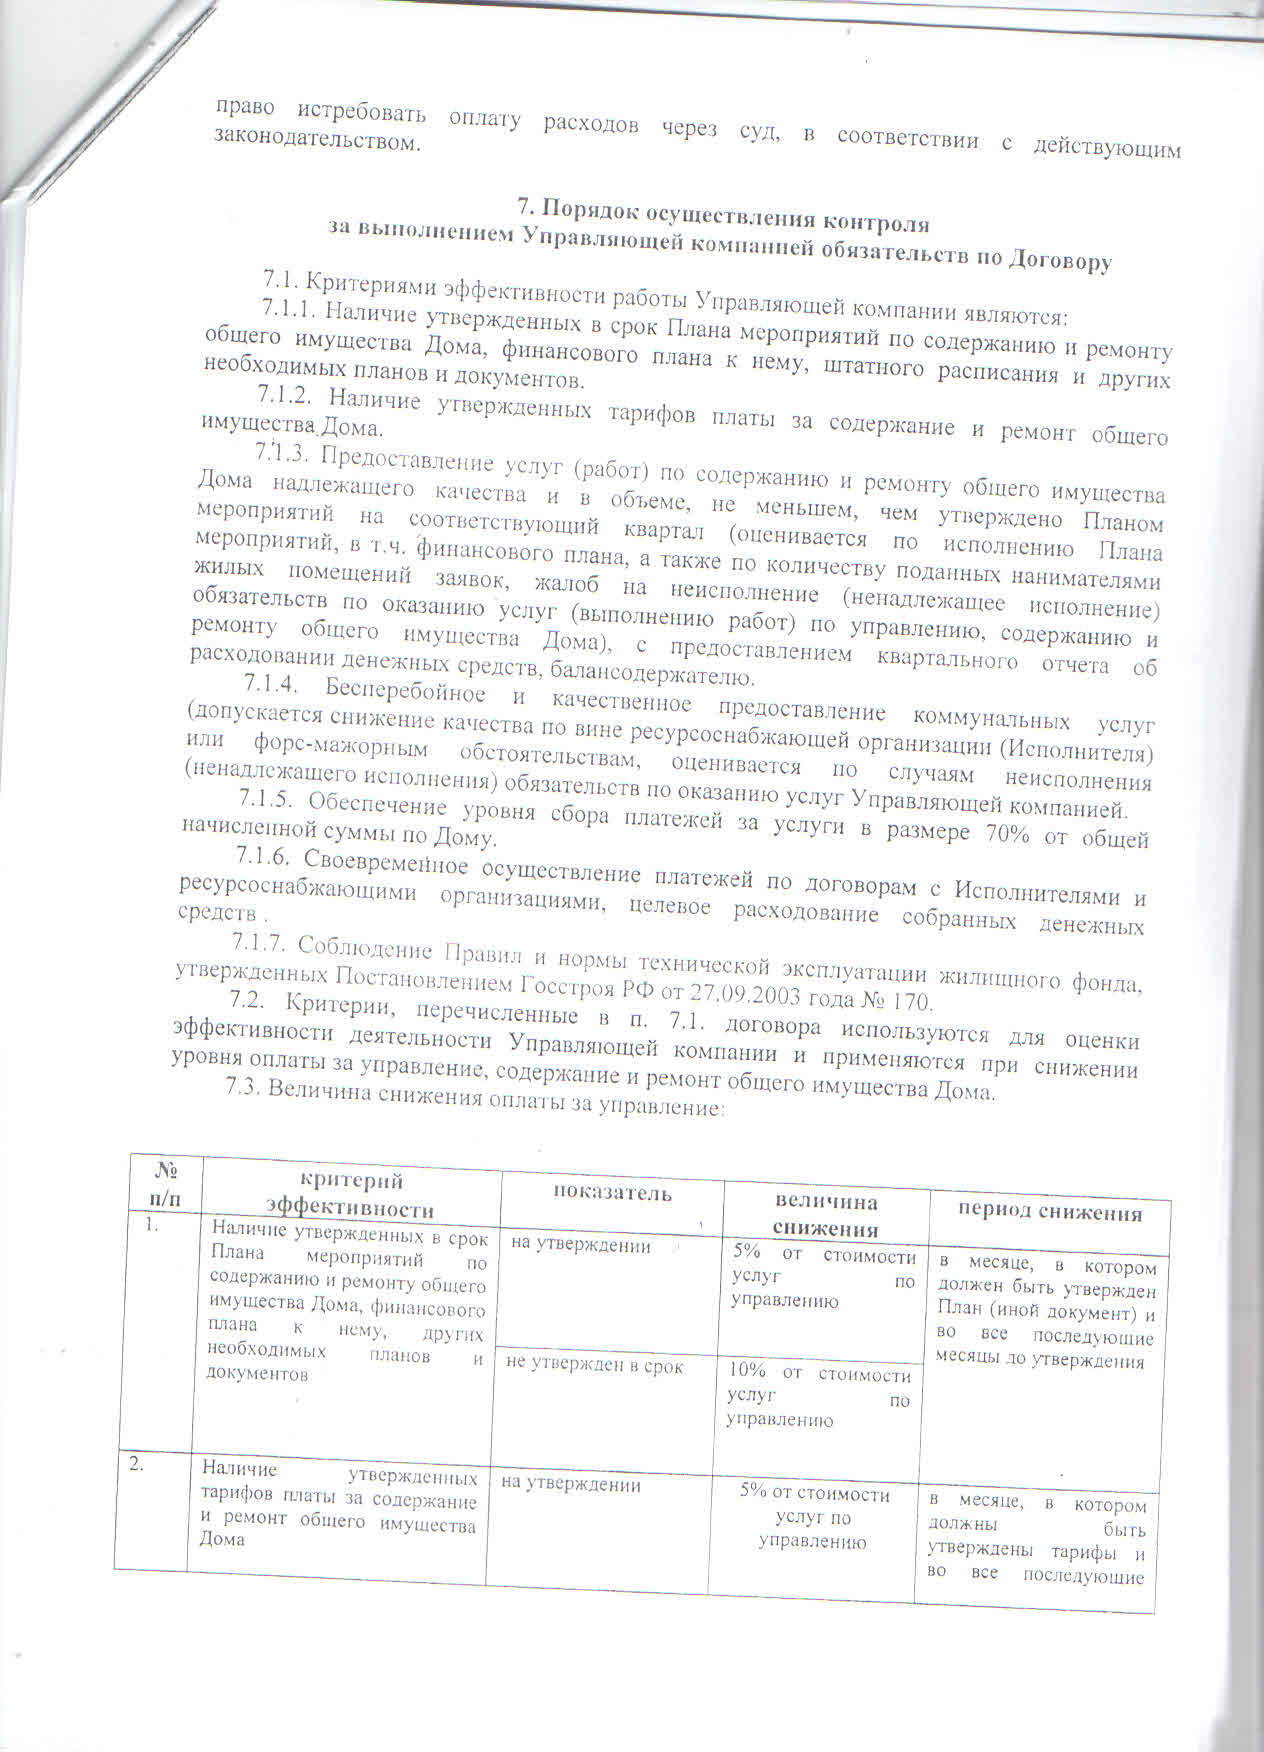 право истребовать оплату расходов через суд, в соответствии с действующим
законодательством.
7. Порядок осуществления контроля
за выполнением Управляющей компанией обязательств по Договору
7.1. Критериями эффективности работы Управляющей компании являются:
7.1.1. Наличие утвержденных в срок Плана мероприятий по содержанию и ремонту
общего имущества Дома, финансового плана к нему, штатного расписания и других
необходимых планов и документов.
7.1.2. Наличие утвержденных тарифов платы за содержание и ремонт общего
имущества Дома.
7.1.3. Предоставление услуг (работ) по содержанию и ремонту общего имущества
Дома надлежащего качества и в объеме, не меньшем, чем утверждено Планом
мероприятий на соответствующий квартал (оценивается по исполнению Плана
мероприятий, в т.ч. финансового плана, а также по количеству поданных нанимателями
жилых помещений заявок, жалоб на неисполнение (ненадлежащее исполнение)
обязательств по оказанию услуг (выполнению работ) по управлению, содержанию и
ремонту общего имущества Дома), с предоставлением квартального отчета об
расходовании денежных средств, балансодержателю.
7.1.4. Бесперебойное и качественное предоставление коммунальных услуг
(допускается снижение качества по вине ресурсоснабжающей организации (Исполнителя)
или форс-мажорным обстоятельствам, оценивается по случаям неисполнения
(ненадлежащего исполнения) обязательств по оказанию услуг Управляющей компанией.
7.1.5. Обеспечение уровня сбора платежей за услуги в размере 70% от общей
начисленной суммы по Дому.
7.1.6. Своевременное осуществление платежей по договорам с Исполнителями и
ресурсоснабжающими организациями, целевое расходование собранных денежных
средств .
7.1.7. Соблюдение Правил и нормы технической эксплуатации жилищного фонда,
утвержденных Постановлением Госстроя РФ от 27.09.2003 года № 170.
7.2. Критерии, перечисленные в п. 7.1. договора используются для оценки
эффективности деятельности Управляющей компании и применяются при снижении
уровня оплаты за управление, содержание и ремонт общего имущества Дома.
7.3. Величина снижения оплаты за управление:
№
п/п
критерий
эффективности
показатель
величина
снижения
период снижения
1.
Наличие утвержденных в срок
Плана мероприятий по
содержанию и ремонту общего
имущества Дома, финансового
плана к нему, других
необходимых планов и
документов
на утверждении
5% от стоимости
услуг по
управлению
в месяце, в котором
должен быть утвержден
План (иной документ) и
во все последующие
месяцы до утверждения
не утвержден в срок
10% от стоимости
услуг по
управлению
2.
Наличие утвержденных
тарифов платы за содержание
и ремонт общего имущества
Дома
на утверждении
5% от стоимости
услуг по
управлению
в месяце, в котором
должны быть
утверждены тарифы и
во все последующие